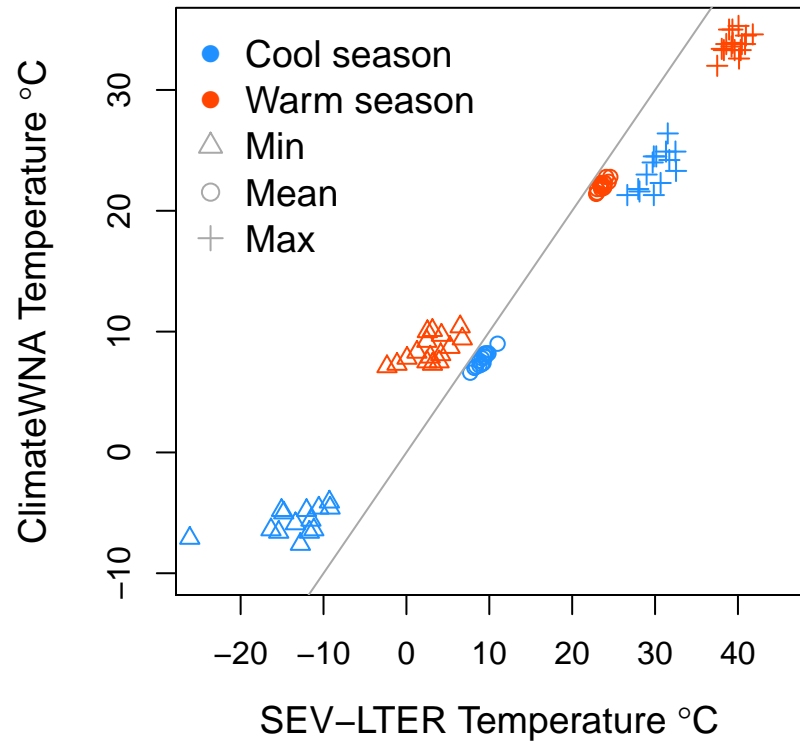 Cool season
Warm season
Min
Mean
Max
ClimateWNA Temperature °C
30
20
10
0
−10
−20 −10 0 10 20 30 40
SEV−LTER Temperature °C